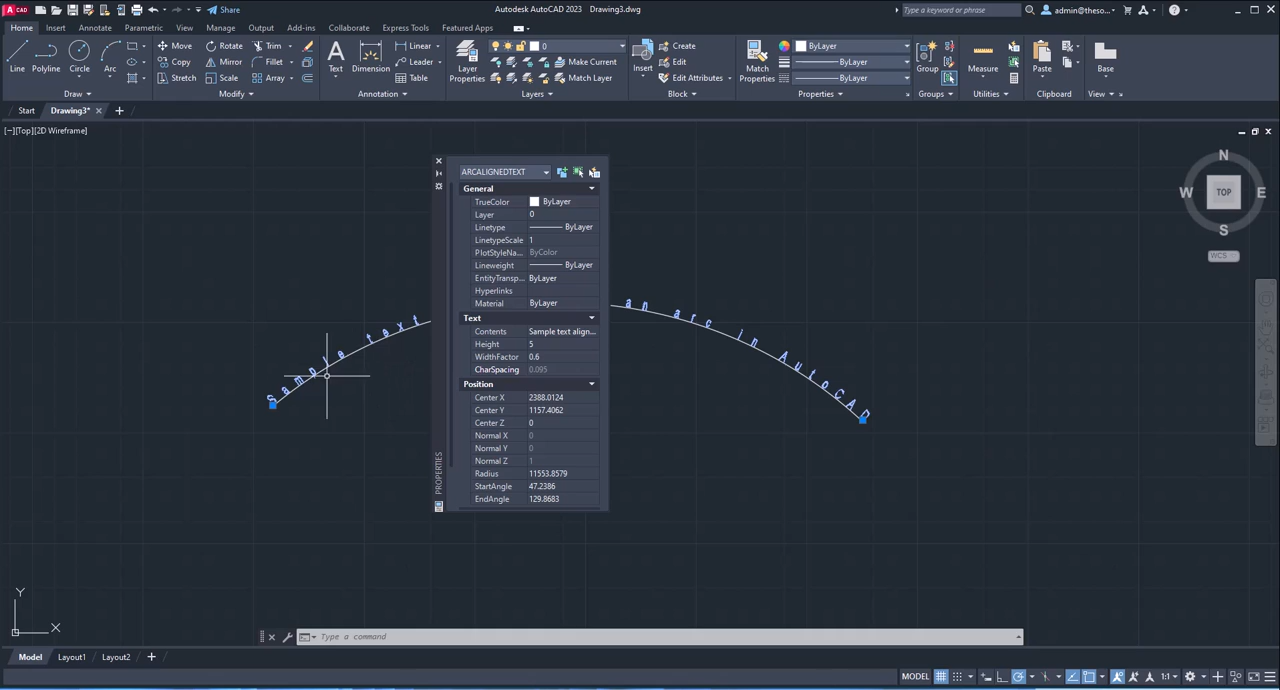 A CAD
Share
Autodesk AutoCAD 2023 Drawing3.dwg
Type a keyword or phrase
admin@theso...
Home Insert Annotate Parametric View Manage Output Add-ins Collaborate Express Tools Featured Apps
Line Polyline Circle Arc
Move Rotate Trim
Copy Mirror Fillet
Stretch Scale Array
Text Dimension
Linear
Leader
Table
Layer Properties
0
Make Current
Match Layer
Insert
Create
Edit
Edit Attributes
Match Properties
ByLayer
ByLayer
ByLayer
Group
Measure
Paste
Base
Draw Modify Annotation Layers Block Properties Groups Utilities Clipboard View
Start Drawing3*
[−][Top][2D Wireframe]
N
W TOP E
S
WCS
ARCALIGNEDTEXT
General
TrueColor ByLayer
Layer 0
Linetype ByLayer
LinetypeScale 1
PlotStyleNa... ByColor
Lineweight ByLayer
EntityTransp... ByLayer
Hyperlinks
Material ByLayer
Text
Contents Sample text align...
Height 5
WidthFactor 0.6
CharSpacing 0.095
Position
Center X 2388.0124
Center Y 1157.4062
Center Z 0
Normal X 0
Normal Y 0
Normal Z 1
Radius 11553.8579
StartAngle 47.2386
EndAngle 129.8683
PROPERTIES
Sample text an arc in AutoCAD
Y
X
Type a command
Model Layout1 Layout2
MODEL 1:1